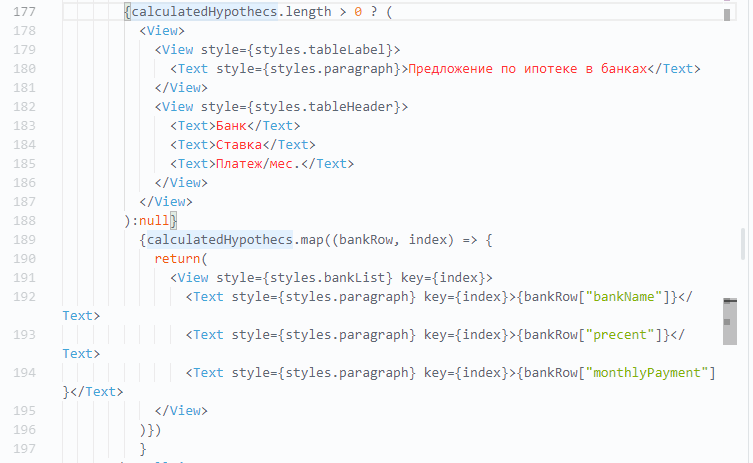 177 {calculatedHypothecs.length > 0 ? (
178 <View>
179 <View style={styles.tableLabel}>
180 <Text style={styles.paragraph}>Предложение по ипотеке в банках</Text>
181 </View>
182 <View style={styles.tableHeader}>
183 <Text>Банк</Text>
184 <Text>Ставка</Text>
185 <Text>Платеж/мес.</Text>
186 </View>
187 </View>
188 ):null}
189 {calculatedHypothecs.map((bankRow, index) => {
190 return(
191 <View style={styles.bankList} key={index}>
192 <Text style={styles.paragraph} key={index}>{bankRow["bankName"]}</
Text>
193 <Text style={styles.paragraph} key={index}>{bankRow["precent"]}</
Text>
194 <Text style={styles.paragraph} key={index}>{bankRow["monthlyPayment"]
}</Text>
195 </View>
196 )})
197 }